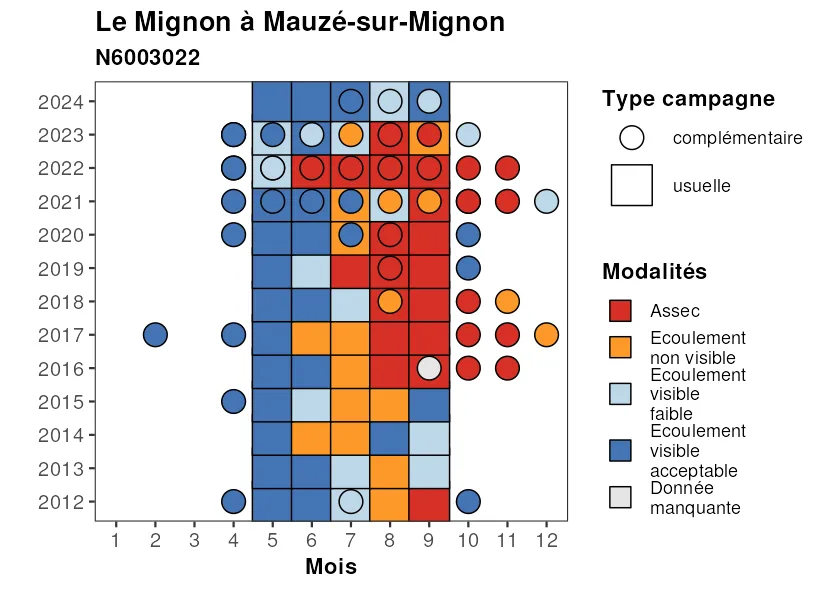 Le Mignon à Mauzé-sur-Mignon
N6003022
2024
2023
2022
2021
2020
2019
2018
2017
2016
2015
2014
2013
2012
1 2 3 4 5 6 7 8 9 10 11 12
Mois
Type campagne
complémentaire
usuelle
Modalités
Assec
Ecoulement
non visible
Ecoulement
visible
faible
Ecoulement
visible
acceptable
Donnée
manquante